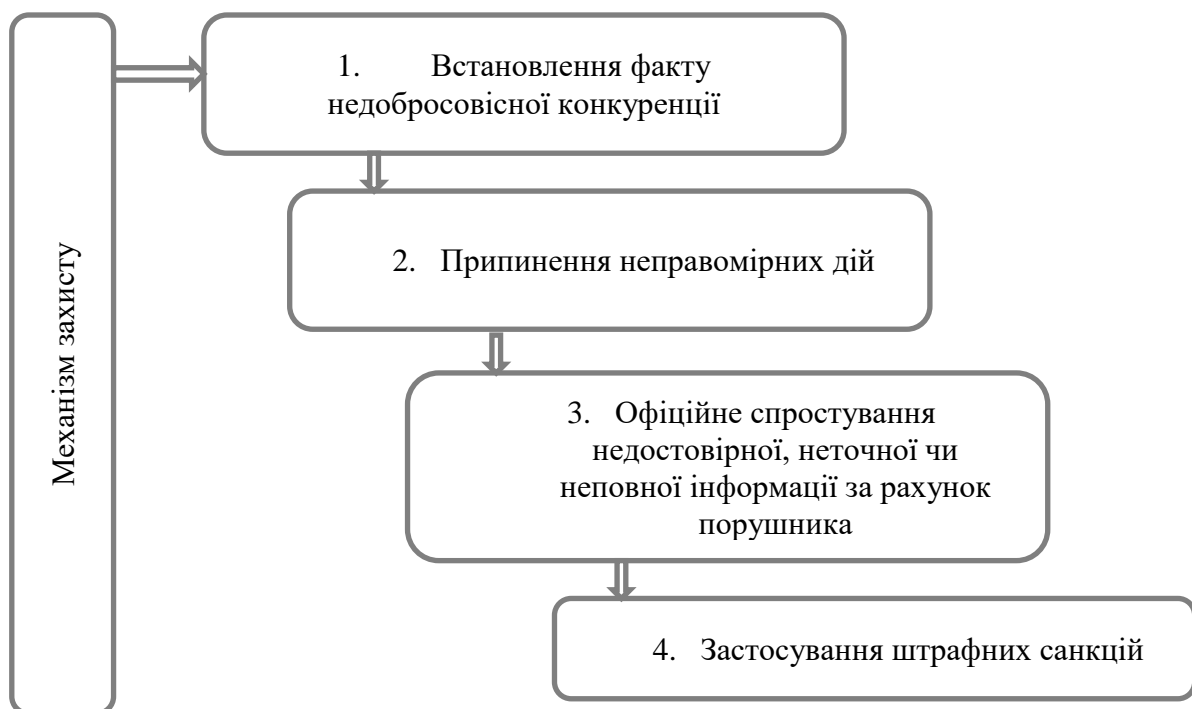 Механізм захисту
1. Встановлення факту
недобросовісної конкуренції
2. Припинення неправомірних дій
3. Офіційне спростування
недостовірної, неточної чи
неповної інформації за рахунок
порушника
4. Застосування штрафних санкцій